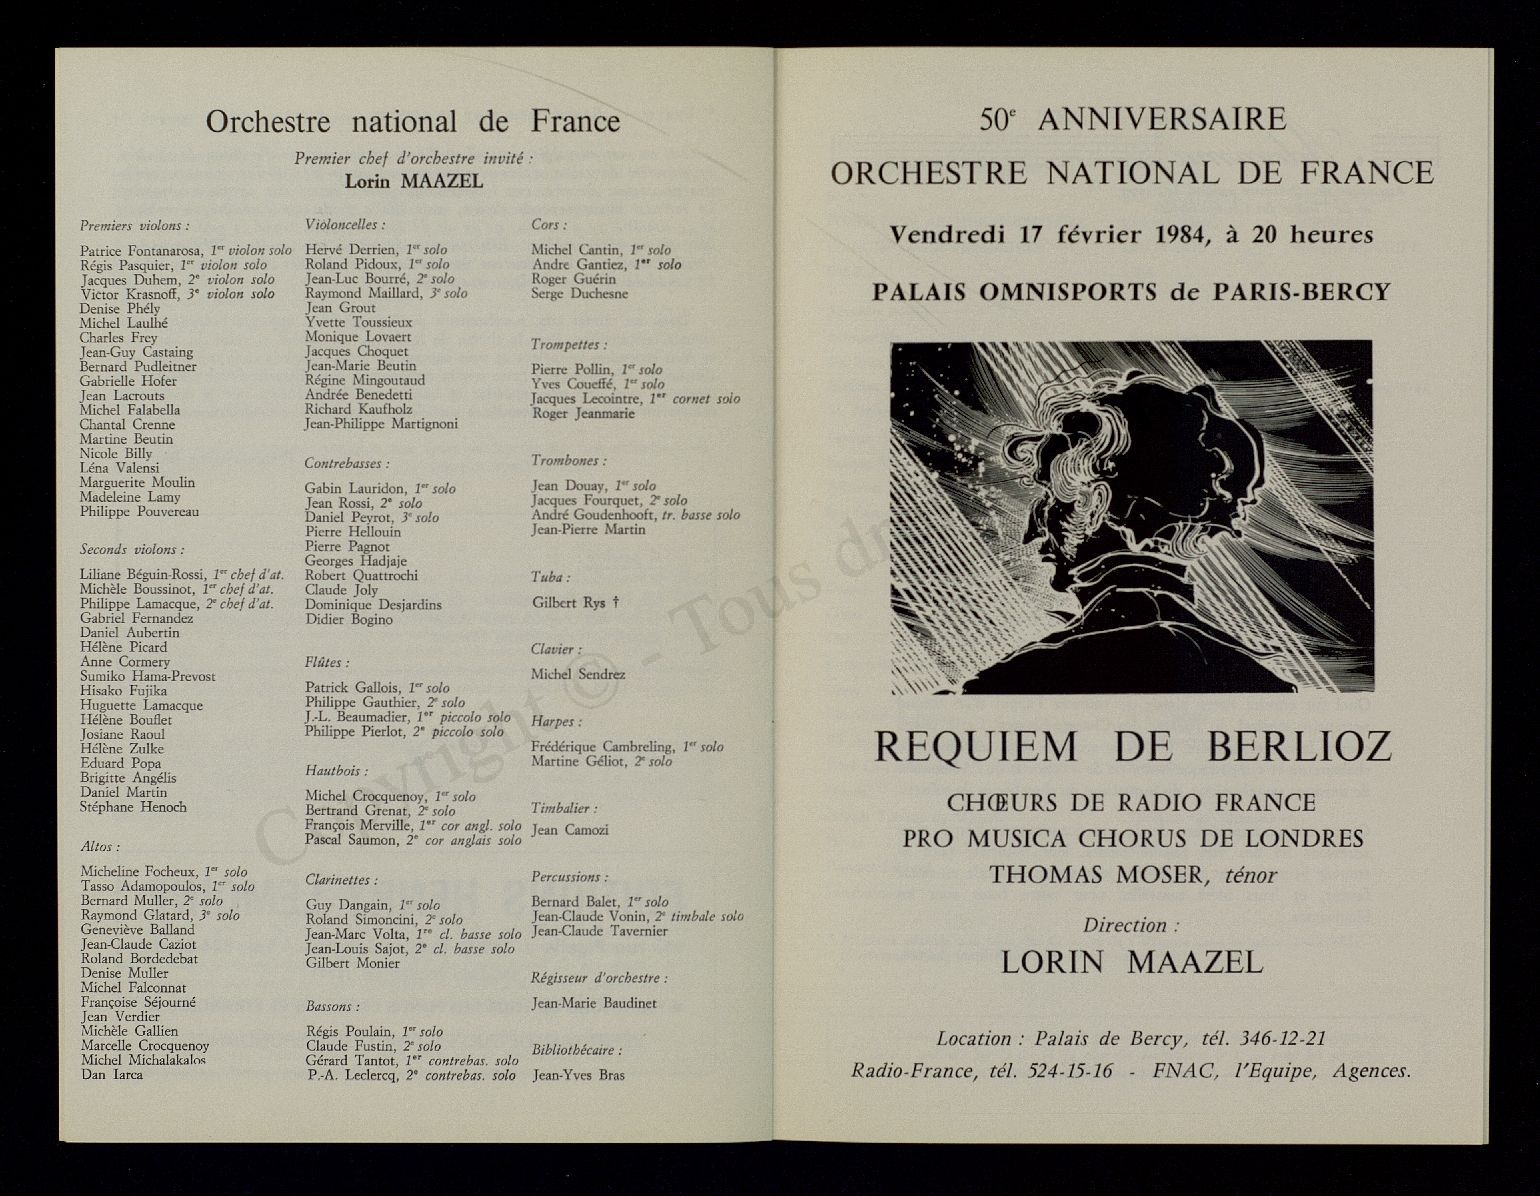 Orchestre national de France
Premier chef d'orchestre invité :
Lorin MAAZEL
Premiers violons :
Patrice Fontanarosa, 1er violon solo
Régis Pasquier, 1er violon solo
Jacques Duhem, 2e violon solo
Victor Krasnoff, 3e violon solo
Denise Phély
Michel Laulhé
Charles Frey
Jean-Guy Castaing
Bernard Pudleitner
Gabrielle Hofer
Jean Lacrouts
Michel Falabella
Chantal Crenne
Martine Beutin
Nicole Billy
Léna Valensi
Marguerite Moulin
Madeleine Lamy
Philippe Pouvereau
Seconds violons :
Liliane Béguin-Rossi, 1er chef d'at.
Michèle Boussinot, 1er chef d'at.
Philippe Lamacque, 2e chef d'at.
Gabriel Fernandez
Daniel Aubertin
Hélène Picard
Anne Cormery
Sumiko Hama-Prevost
Hisako Fujika
Huguette Lamacque
Hélène Bouflet
Josiane Raoul
Hélène Zulke
Eduard Popa
Brigitte Angélis
Daniel Martin
Stéphane Henoch
Altos :
Micheline Focheux, 1er solo
Tasso Adamopoulos, 1er solo
Bernard Muller, 2e solo
Raymond Glatard, 3e solo
Geneviève Balland
Jean-Claude Caziot
Roland Bordedebat
Denise Muller
Michel Falconnat
Françoise Séjourné
Jean Verdier
Michèle Gallien
Marcelle Crocquenoy
Michel Michalakalos
Dan Iarca
Violoncelles :
Hervé Derrien, 1er solo
Roland Pidoux, 1er solo
Jean-Luc Bourré, 2e solo
Raymond Maillard, 3e solo
Jean Grout
Yvette Toussieux
Monique Lovaert
Jacques Choquet
Jean-Marie Beutin
Régine Mingoutaud
Andrée Benedetti
Richard Kaufholz
Jean-Philippe Martignoni
Contrebasses :
Gabin Lauridon, 1er solo
Jean Rossi, 2e solo
Daniel Peyrot, 3e solo
Pierre Hellouin
Pierre Pagnot
Georges Hadjaje
Robert Quattrochi
Claude Joly
Dominique Desjardins
Didier Bogino
Flûtes :
Patrick Gallois, 1er solo
Philippe Gauthier, 2e solo
J.-L. Beaumadier, 1er piccolo solo
Philippe Pierlot, 2e piccolo solo
Hautbois :
Michel Crocquenoy, 1er solo
Bertrand Grenat, 2e solo
François Merville, 1er cor angl. solo
Pascal Saumon, 2e cor anglais solo
Clarinettes :
Guy Dangain, 1er solo
Roland Simoncini, 2e solo
Jean-Marc Volta, 1re cl. basse solo
Jean-Louis Sajot, 2e cl. basse solo
Gilbert Monier
Bassons :
Régis Poulain, 1er solo
Claude Fustin, 2e solo
Gérard Tantot, 1er contrebas. solo
P.-A. Leclercq, 2e contrebas. solo
Cors :
Michel Cantin, 1er solo
Andre Gantiez, 1er solo
Roger Guérin
Serge Duchesne
Trompettes :
Pierre Pollin, 1er solo
Yves Coueffé, 1er solo
Jacques Lecointre, 1er cornet solo
Roger Jeanmarie
Trombones :
Jean Douay, 1er solo
Jacques Fourquet, 2e solo
André Goudenhooft, tr. basse solo
Jean-Pierre Martin
Tuba :
Gilbert Rys †
Clavier :
Michel Sendrez
Harpes :
Frédérique Cambreling, 1er solo
Martine Géliot, 2e solo
Timbalier :
Jean Camozi
Percussions :
Bernard Balet, 1er solo
Jean-Claude Vonin, 2e timbale solo
Jean-Claude Tavernier
Régisseur d'orchestre :
Jean-Marie Baudinet
Bibliothécaire :
Jean-Yves Bras
Copyright © - Tous
50e ANNIVERSAIRE
ORCHESTRE NATIONAL DE FRANCE
Vendredi 17 février 1984, à 20 heures
PALAIS OMNISPORTS de PARIS-BERCY
REQUIEM DE BERLIOZ
CHŒURS DE RADIO FRANCE
PRO MUSICA CHORUS DE LONDRES
THOMAS MOSER, ténor
Direction :
LORIN MAAZEL
Location : Palais de Bercy, tél. 346-12-21
Radio-France, tél. 524-15-16 - FNAC, l'Equipe, Agences.